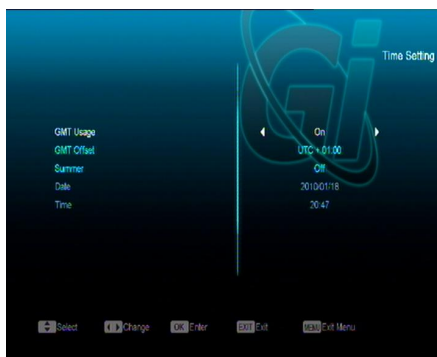 Gi
Time Setting
GMT Usage On
GMT Offset UTC + 01:00
Summer Off
Date 2010/01/18
Time 20:47
Select Change OK Enter EXIT Exit MENU Exit Menu